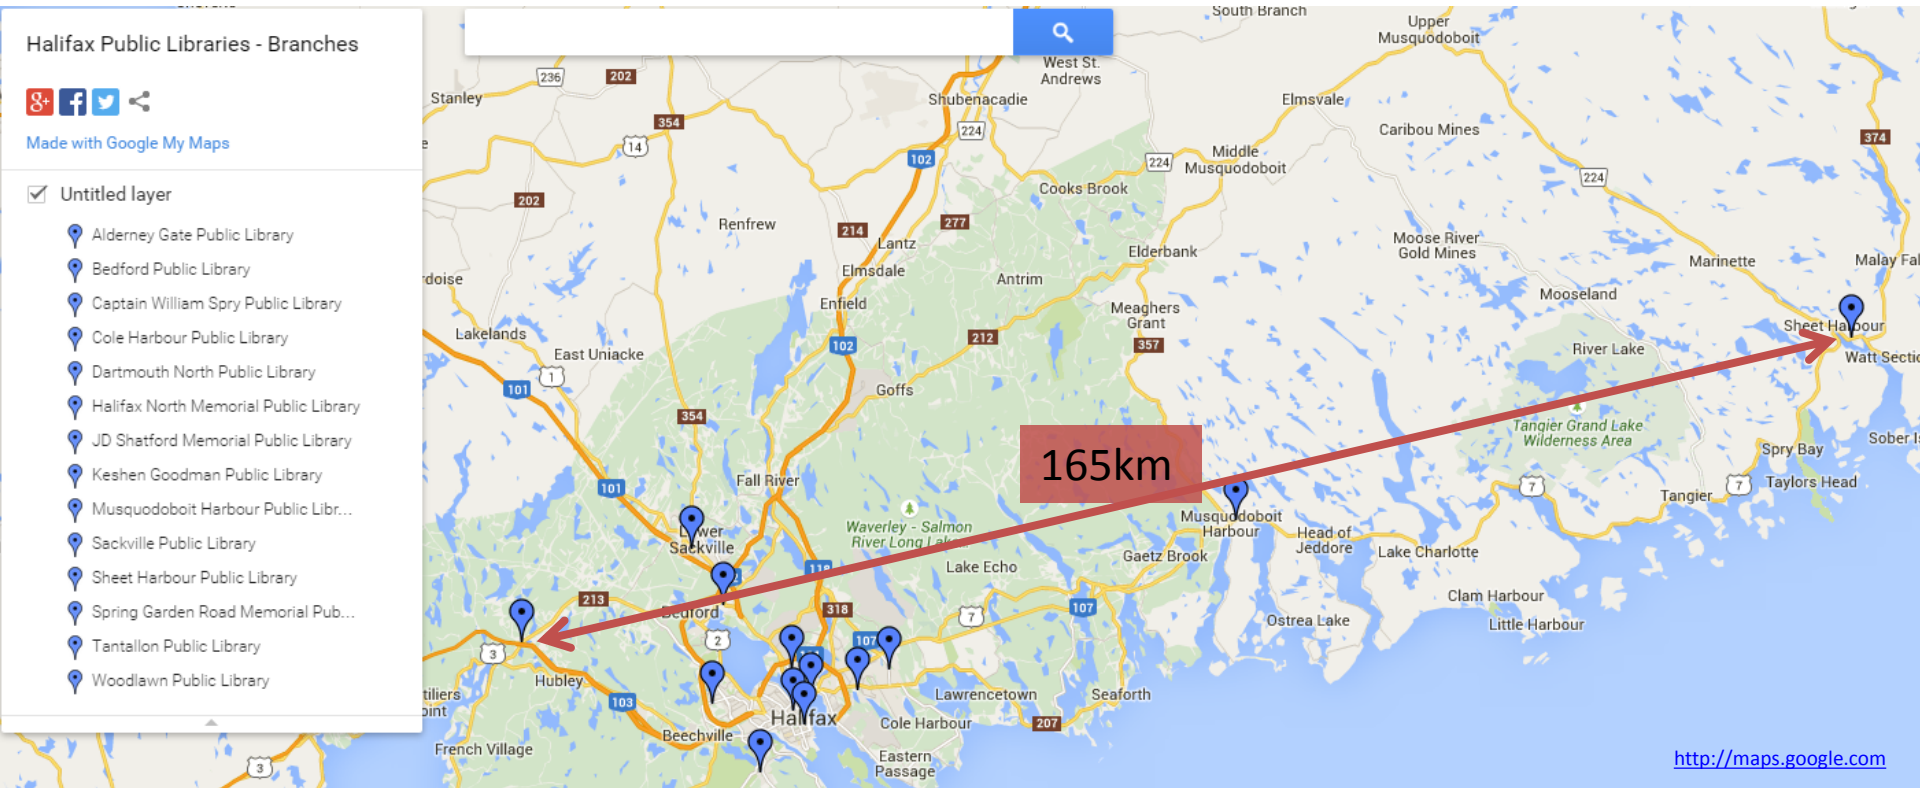 Halifax Public Libraries - Branches
8+
Made with Google My Maps
Untitled layer
Alderney Gate Public Library
Bedford Public Library
Captain William Spry Public Library
Cole Harbour Public Library
Dartmouth North Public Library
Halifax North Memorial Public Library
JD Shatford Memorial Public Library
Keshen Goodman Public Library
Musquodoboit Harbour Public Libr...
Sackville Public Library
Sheet Harbour Public Library
Spring Garden Road Memorial Pub...
Tantallon Public Library
Woodlawn Public Library
South Branch
Upper
Musquodoboit
236
202
West St.
Andrews
Stanley
Shubenacadie
Elmsvale
354
224
Caribou Mines
374
14
102
224
Middle
Musquodoboit
224
202
Cooks Brook
Renfrew
214
277
Lantz
Moose River
Gold Mines
Elderbank
Marinette
Malay Fal
rdoise
Elmsdale
Antrim
Enfield
Mooseland
Meaghers
Grant
Sheet Harbour
Lakelands
102
212
357
East Uniacke
River Lake
Watt Sectio
1
101
Goffs
354
Tangier Grand Lake
Wilderness Area
Sober Is
165km
Spry Bay
Fall River
101
7
7
Taylors Head
Tangier
Waverley - Salmon
River Long Lake...
Musquodoboit
Harbour
Lower
Sackville
Head of
Jeddore
Lake Charlotte
Gaetz Brook
118
Lake Echo
213
Bedford
318
107
7
Clam Harbour
Ostrea Lake
Little Harbour
2
107
3
Hubley
tiliers
oint
103
Lawrencetown
Seaforth
Halifax
Cole Harbour
207
Beechville
French Village
Eastern
Passage
3
http://maps.google.com